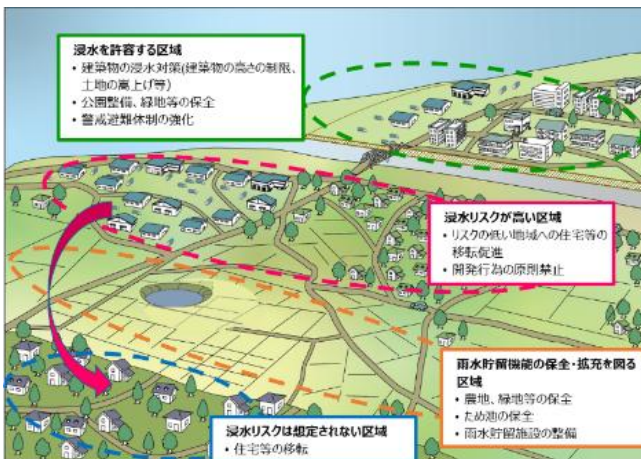 浸水を許容する区域
• 建築物の浸水対策(建築物の高さの制限、
土地の嵩上げ等)
• 公園整備、緑地等の保全
• 警戒避難体制の強化
浸水リスクが高い区域
• リスクの低い地域への住宅等の
移転促進
• 開発行為の原則禁止
雨水貯留機能の保全・拡充を図る
区域
• 農地、緑地等の保全
• ため池の保全
• 雨水貯留施設の整備
浸水リスクは想定されない区域
• 住宅等の移転